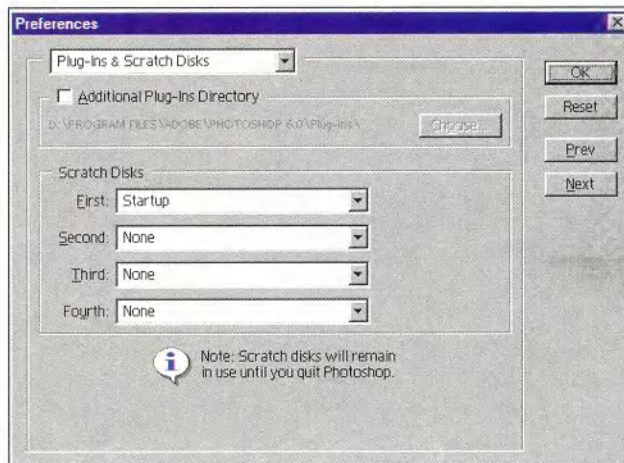 Preferences
Plug-Ins & Scratch Disks
Additional Plug-Ins Directory
D:\PROGRAM FILES\ADOBE\PHOTOSHOP 6.0\Plug-Ins\
Choose...
Scratch Disks
First: Startup
Second: None
Third: None
Fourth: None
Note: Scratch disks will remain
in use until you quit Photoshop.
OK
Reset
Prev
Next